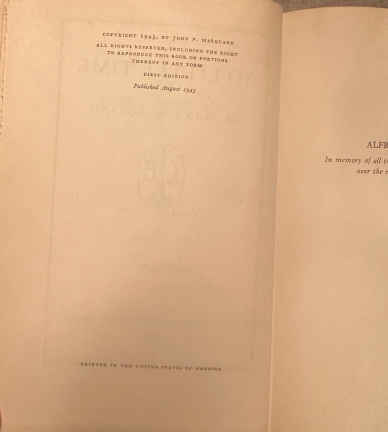 COPYRIGHT 1943, BY JOHN P. MARQUAND
ALL RIGHTS RESERVED, INCLUDING THE RIGHT
TO REPRODUCE THIS BOOK OR PORTIONS
THEREOF IN ANY FORM
FIRST EDITION
Published August 1943
PRINTED IN THE UNITED STATES OF AMERICA
ALFR
In memory of all
over the